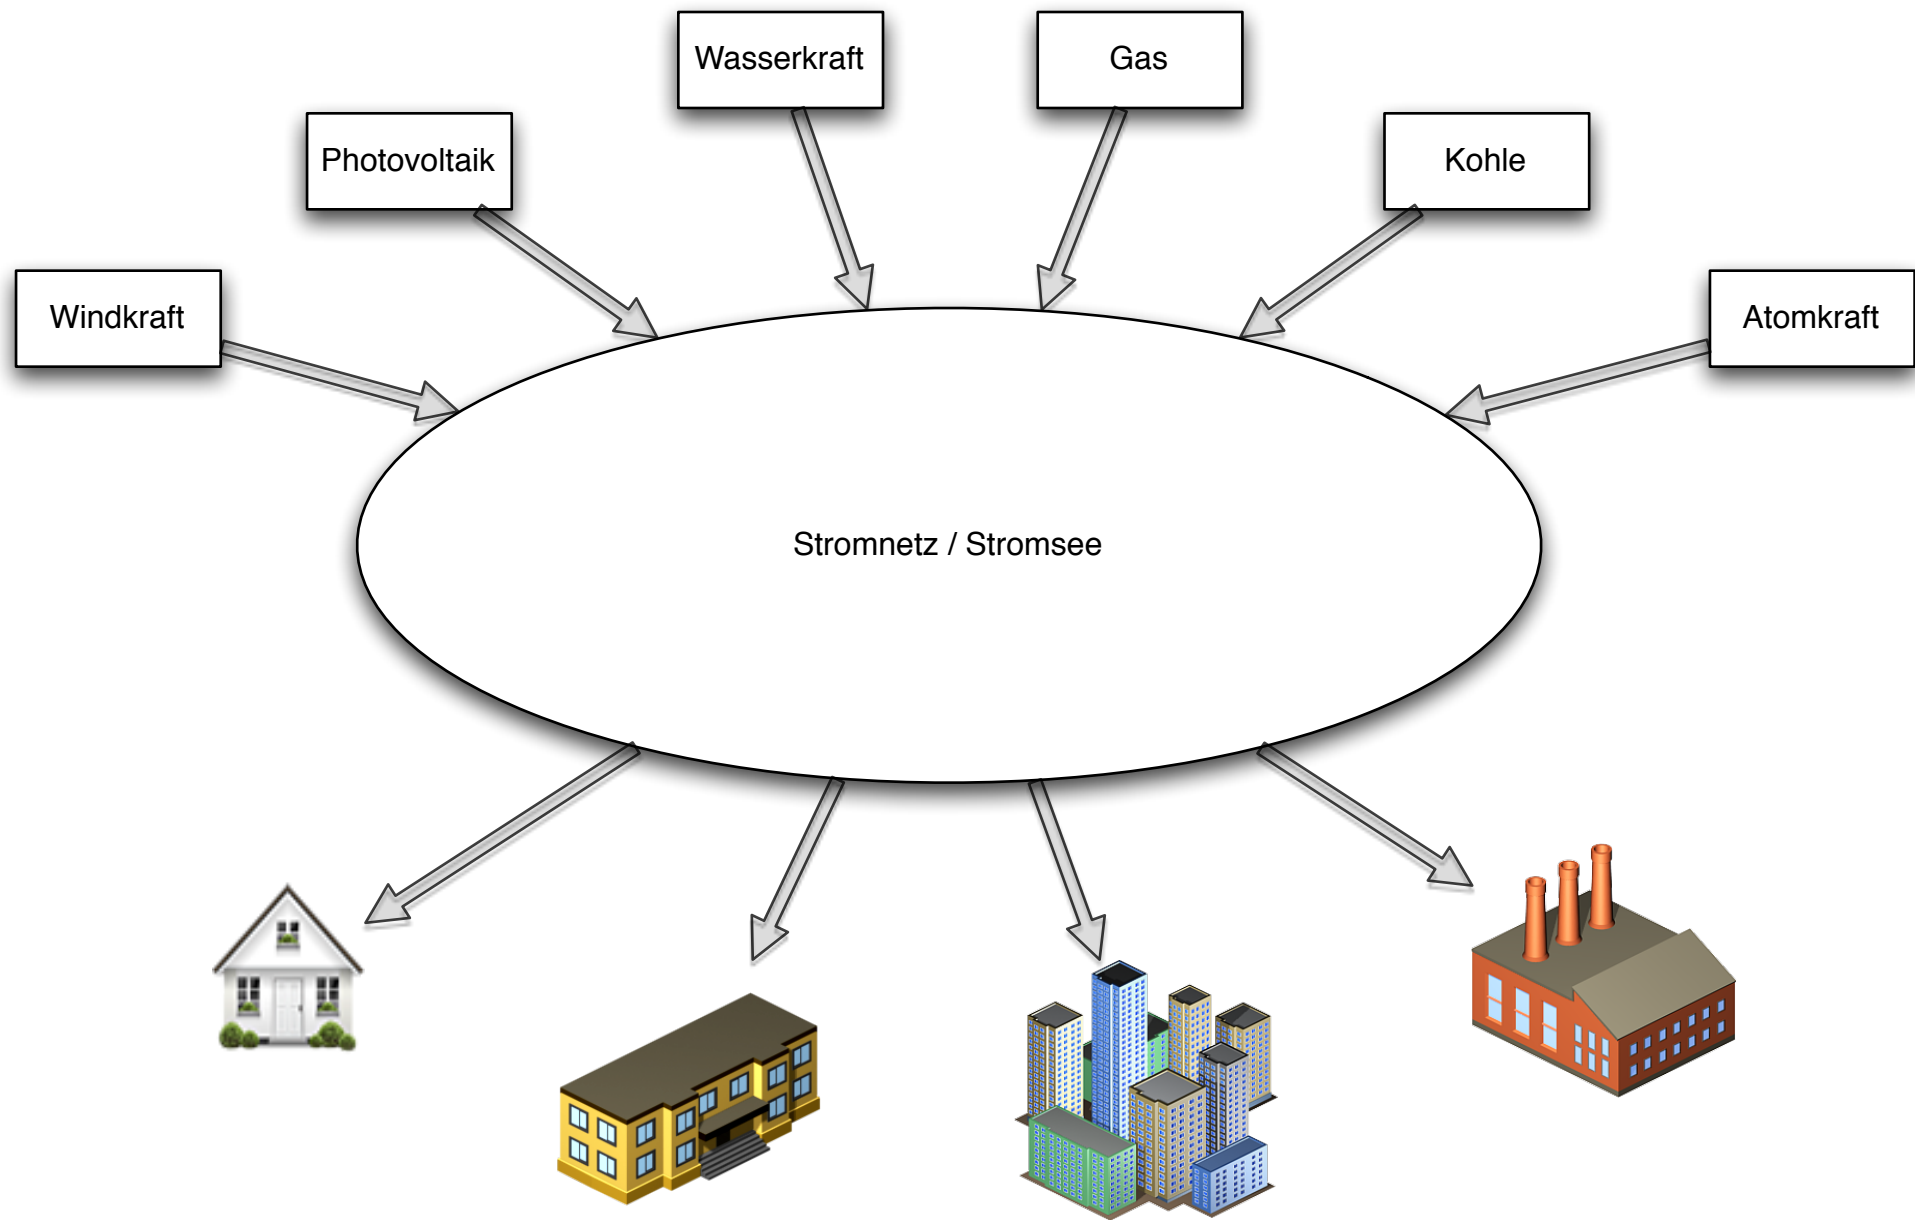 Wasserkraft
Gas
Photovoltaik
Kohle
Windkraft
Atomkraft
Stromnetz / Stromsee